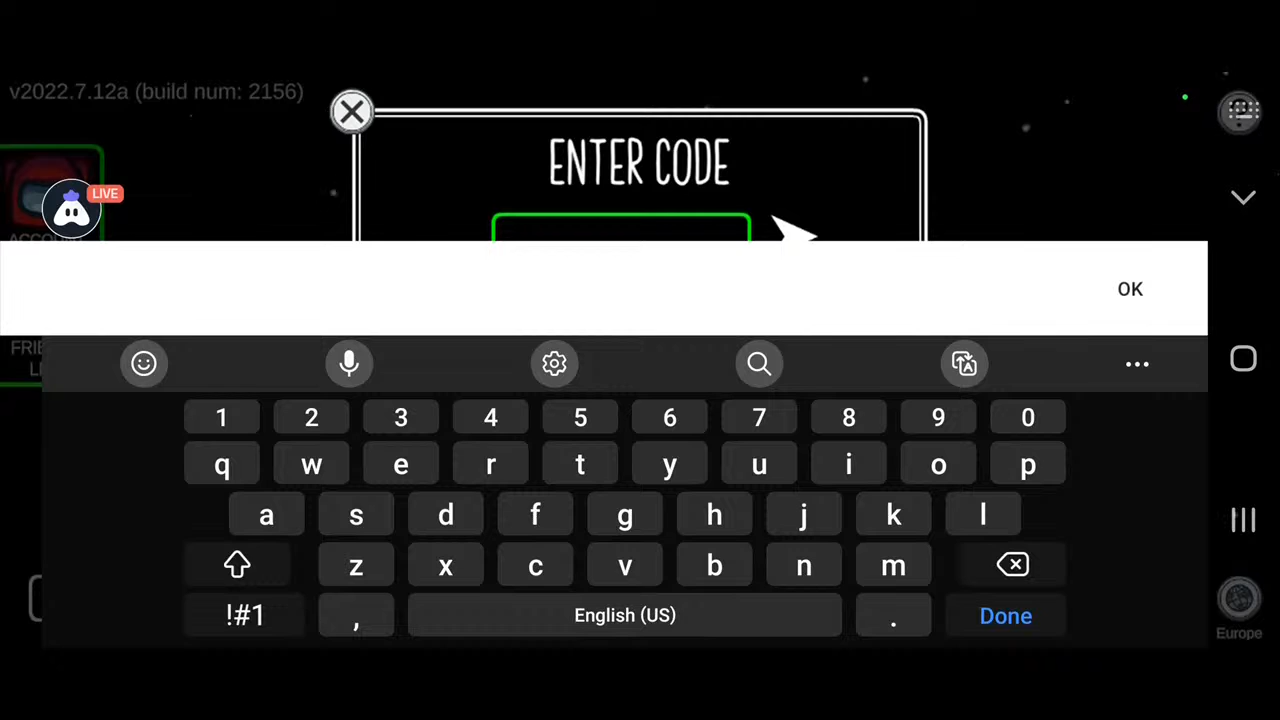 v2022.7.12a (build num: 2156)
ENTER CODE
LIVE
OK
1 2 3 4 5 6 7 8 9 0
q w e r t y u i o p
a s d f g h j k l
z x c v b n m
!#1 , English (US) . Done
Europe